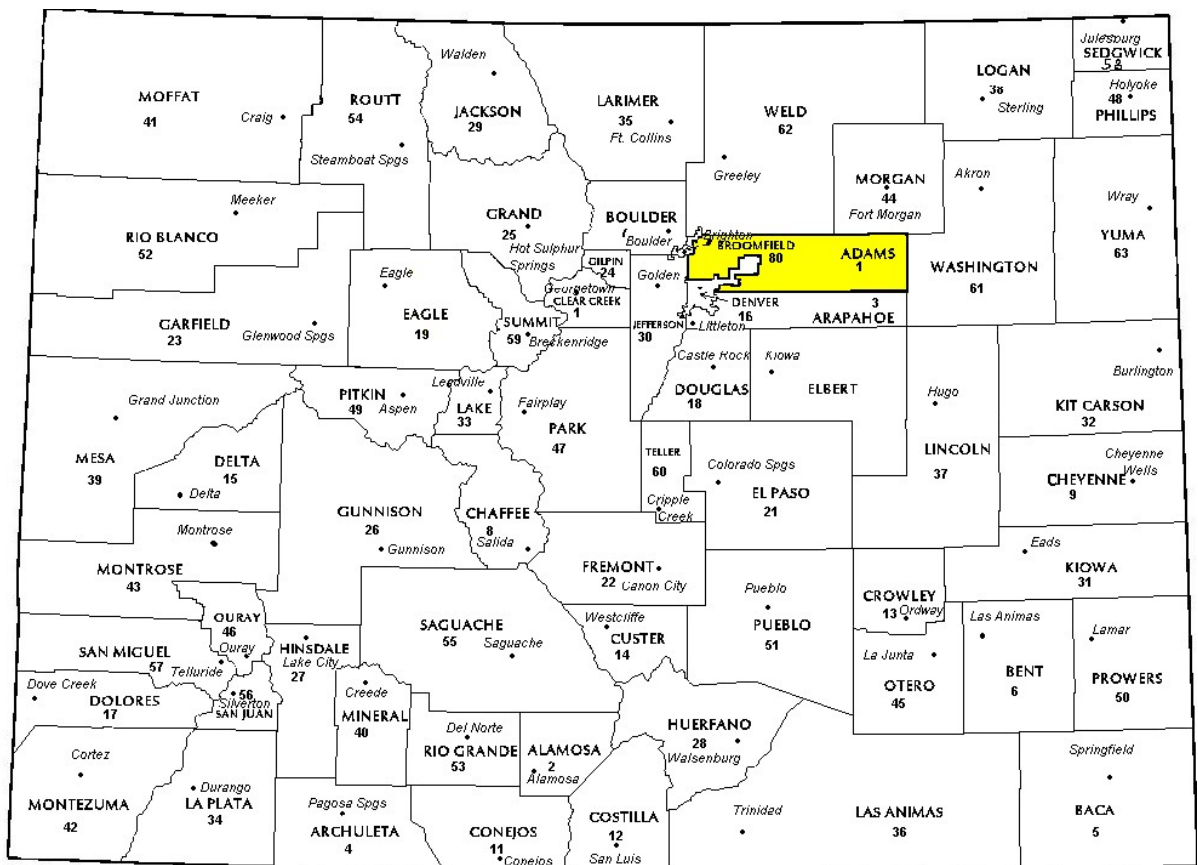 Julesburg
SEDGWICK
58
Walden
LOGAN
38
Sterling
Holyoke
48
PHILLIPS
MOFFAT
41
Craig
ROUTT
54
Steamboat Spgs
JACKSON
29
LARIMER
35
Ft. Collins
WELD
62
Greeley
MORGAN
44
Fort Morgan
Akron
Wray
YUMA
63
Meeker
RIO BLANCO
52
GRAND
25
Hot Sulphur
Springs
BOULDER
Boulder
Brighton
BROOMFIELD
80
ADAMS
1
WASHINGTON
61
GILPIN
24
Golden
Georgetown
CLEAR CREEK
1
DENVER
16
3
ARAPAHOE
Eagle
EAGLE
19
GARFIELD
23
Glenwood Spgs
SUMMIT
59
Breckenridge
JEFFERSON
30
Littleton
Castle Rock
DOUGLAS
18
Kiowa
ELBERT
Burlington
KIT CARSON
32
Grand Junction
PITKIN
49
Aspen
Leadville
LAKE
33
Fairplay
PARK
47
Hugo
LINCOLN
37
MESA
39
DELTA
15
Delta
TELLER
60
Cripple
Creek
Colorado Spgs
EL PASO
21
Cheyenne
Wells
CHEYENNE
9
GUNNISON
26
Gunnison
CHAFFEE
8
Salida
Montrose
MONTROSE
43
FREMONT
22
Canon City
Eads
KIOWA
31
OURAY
46
Ouray
HINSDALE
Lake City
27
SAGUACHE
55
Saguache
Westcliffe
CUSTER
14
Pueblo
PUEBLO
51
CROWLEY
13
Ordway
Las Animas
BENT
6
Lamar
PROWERS
50
La Junta
OTERO
45
SAN MIGUEL
57
Telluride
Dove Creek
DOLORES
17
56
Silverton
SAN JUAN
Creede
MINERAL
40
Del Norte
RIO GRANDE
53
ALAMOSA
2
Alamosa
HUERFANO
28
Walsenburg
Cortez
MONTEZUMA
42
Durango
LA PLATA
34
Pagosa Spgs
ARCHULETA
4
CONEJOS
11
Conejos
COSTILLA
12
San Luis
Trinidad
LAS ANIMAS
36
Springfield
BACA
5